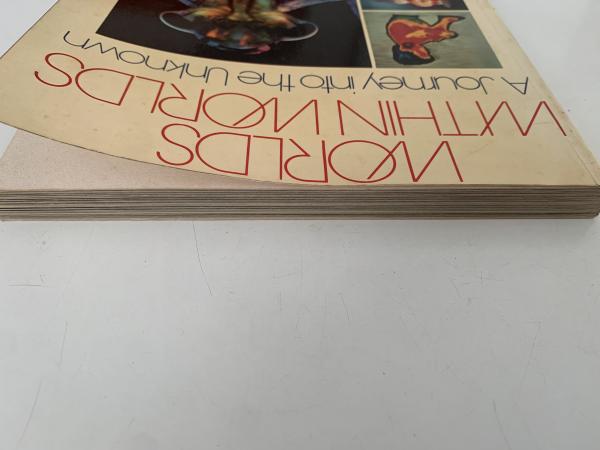 WORLDS
WITHIN WORLDS
A Journey into the Unknown